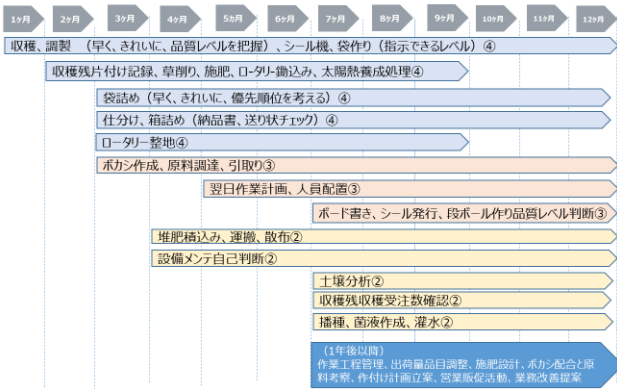 1ヶ月 2ヶ月 3ヶ月 4ヶ月 5ヵ月 6ヶ月 7ヶ月 8ヶ月 9ヶ月 10ヶ月 11ヶ月 12ヶ月
収穫、調製 (早く、きれいに、品質レベルを把握)、シール機、袋作り(指示できるレベル)④
収穫残片付け記録、草削り、施肥、ロータリー鋤込み、太陽熱養成処理④
袋詰め(早く、きれいに、優先順位を考える)④
仕分け、箱詰め(納品書、送り状チェック)④
ロータリー整地④
ボカシ作成、原料調達、引取り③
翌日作業計画、人員配置③
ボード書き、シール発行、段ボール作り品質レベル判断③
堆肥積込み、運搬、散布②
設備メンテ自己判断②
土壌分析②
収穫残収穫受注数確認②
播種、菌液作成、灌水②
(1年後以降)
作業工程管理、出荷量品目調整、施肥設計、ボカシ配合と原
料考察、作付け計画立案、営業販促活動、業務改善提案